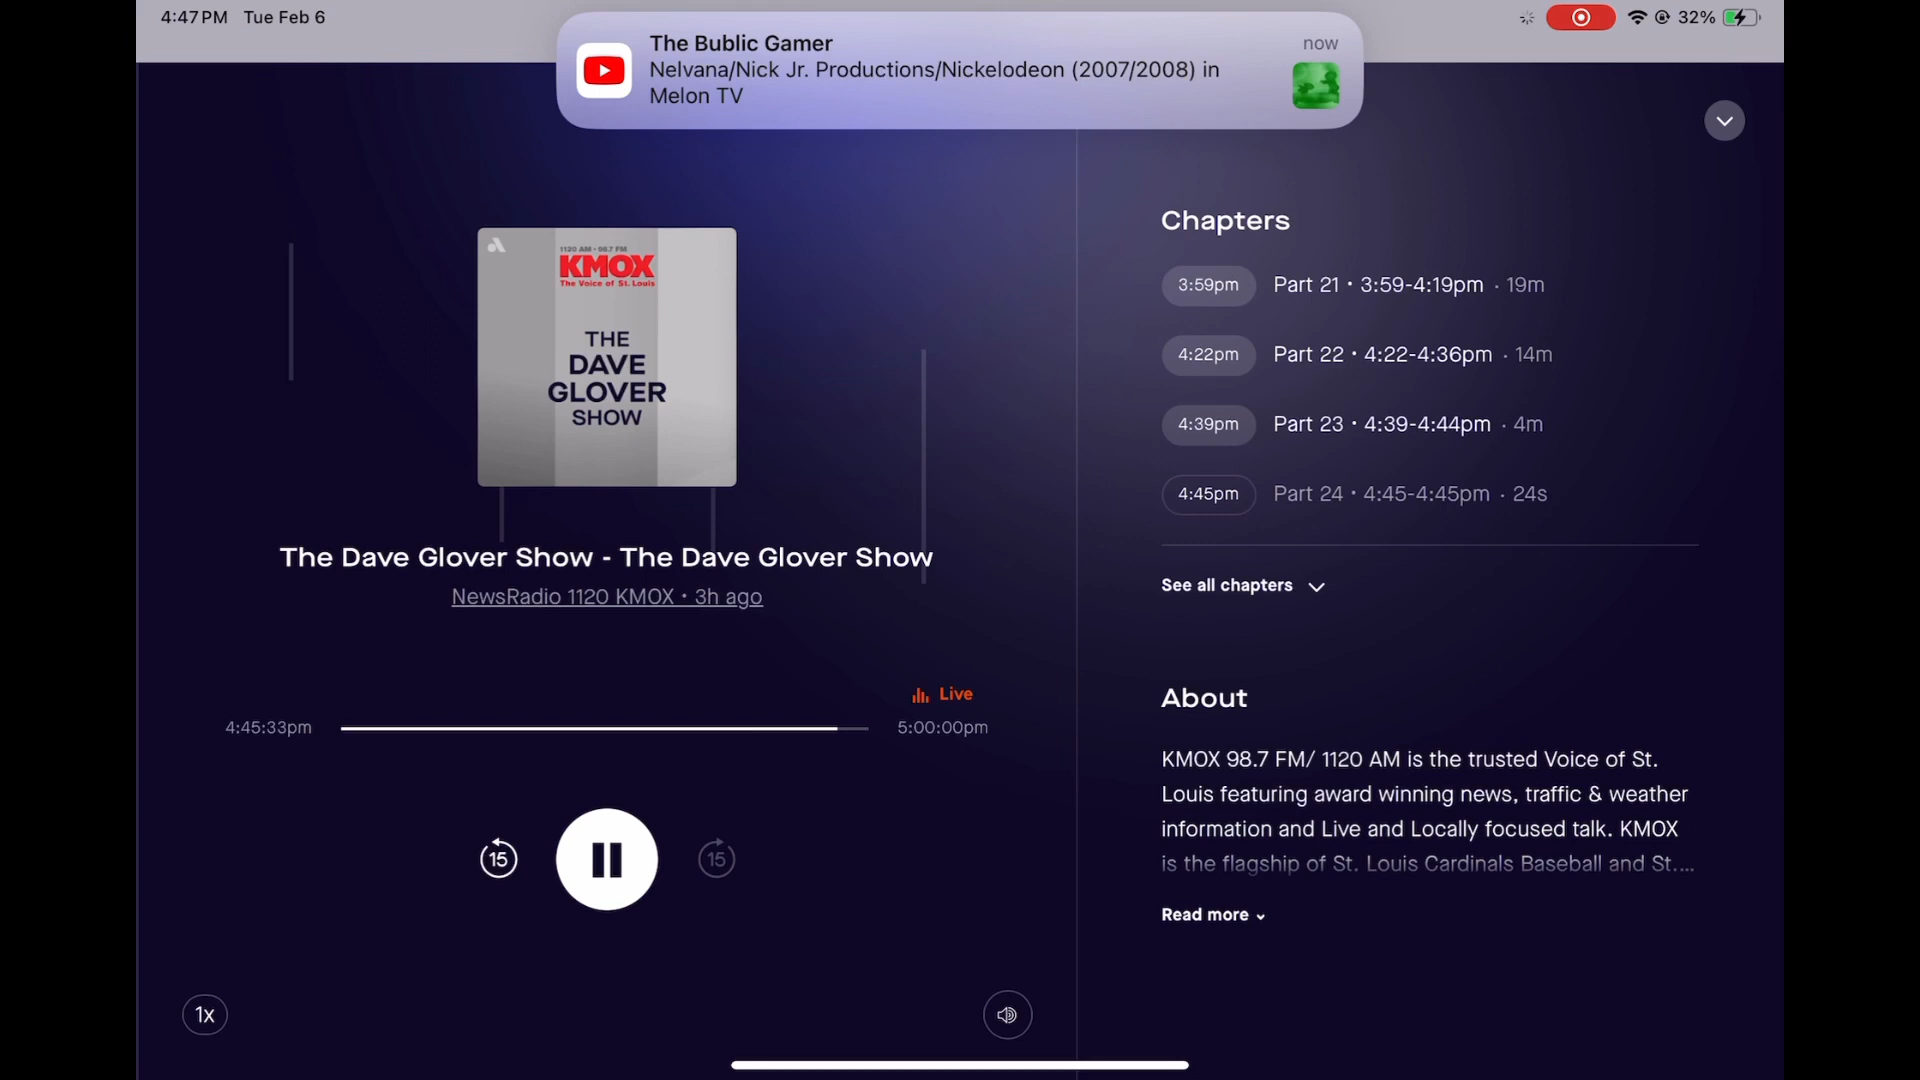 4:47 PM Tue Feb 6
32%
The Bublic Gamer
now
Nelvana/Nick Jr. Productions/Nickelodeon (2007/2008) in
Melon TV
1120 AM • 98.7 FM
KMOX
The Voice of St. Louis
THE
DAVE
GLOVER
SHOW
The Dave Glover Show - The Dave Glover Show
NewsRadio 1120 KMOX • 3h ago
Live
4:45:33pm
5:00:00pm
15
15
1x
Chapters
3:59pm Part 21 • 3:59-4:19pm · 19m
4:22pm Part 22 • 4:22-4:36pm · 14m
4:39pm Part 23 • 4:39-4:44pm · 4m
4:45pm Part 24 • 4:45-4:45pm · 24s
See all chapters
About
KMOX 98.7 FM/ 1120 AM is the trusted Voice of St.
Louis featuring award winning news, traffic & weather
information and Live and Locally focused talk. KMOX
is the flagship of St. Louis Cardinals Baseball and St....
Read more